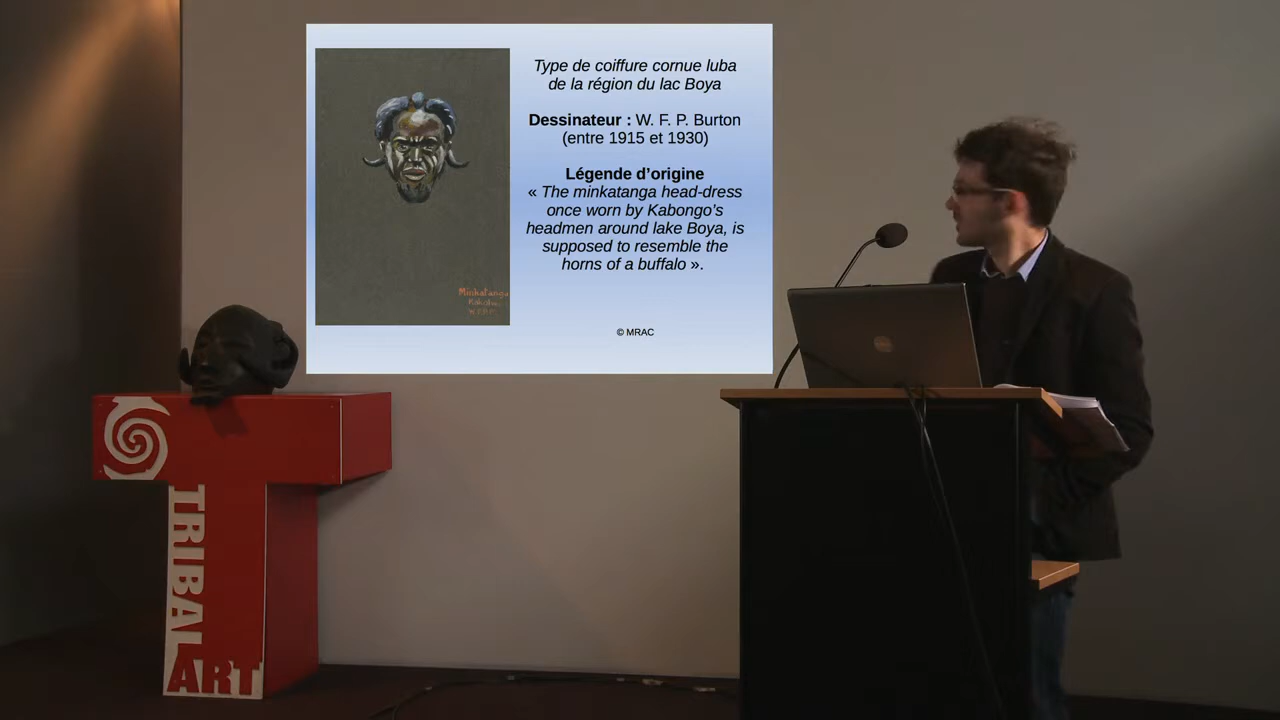 Type de coiffure cornue luba
de la région du lac Boya
Dessinateur : W. F. P. Burton
(entre 1915 et 1930)
Légende d’origine
« The minkatanga head-dress
once worn by Kabongo’s
headmen around lake Boya, is
supposed to resemble the
horns of a buffalo ».
© MRAC
Minkatanga
TRIBAL
ART